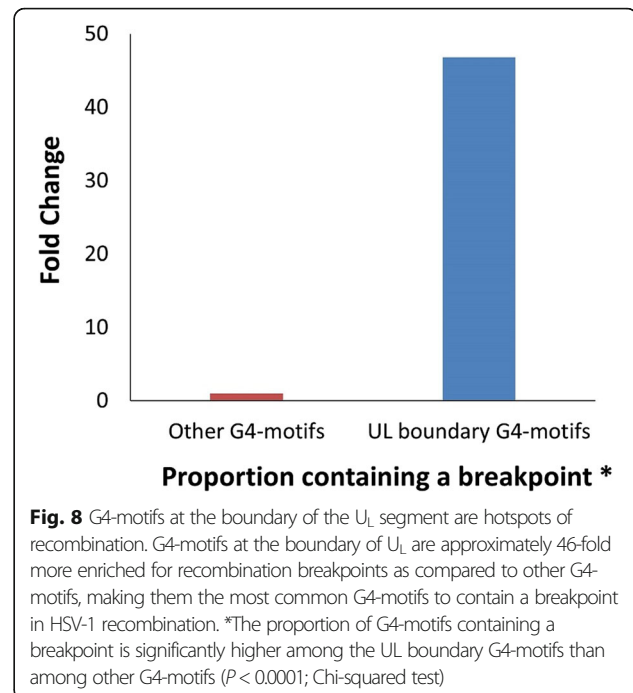 50
40
30
20
10
0
Fold Change
Other G4-motifs UL boundary G4-motifs
Proportion containing a breakpoint *
Fig. 8 G4-motifs at the boundary of the UL segment are hotspots of
recombination. G4-motifs at the boundary of UL are approximately 46-fold
more enriched for recombination breakpoints as compared to other G4-
motifs, making them the most common G4-motifs to contain a breakpoint
in HSV-1 recombination. *The proportion of G4-motifs containing a
breakpoint is significantly higher among the UL boundary G4-motifs than
among other G4-motifs (P < 0.0001; Chi-squared test)